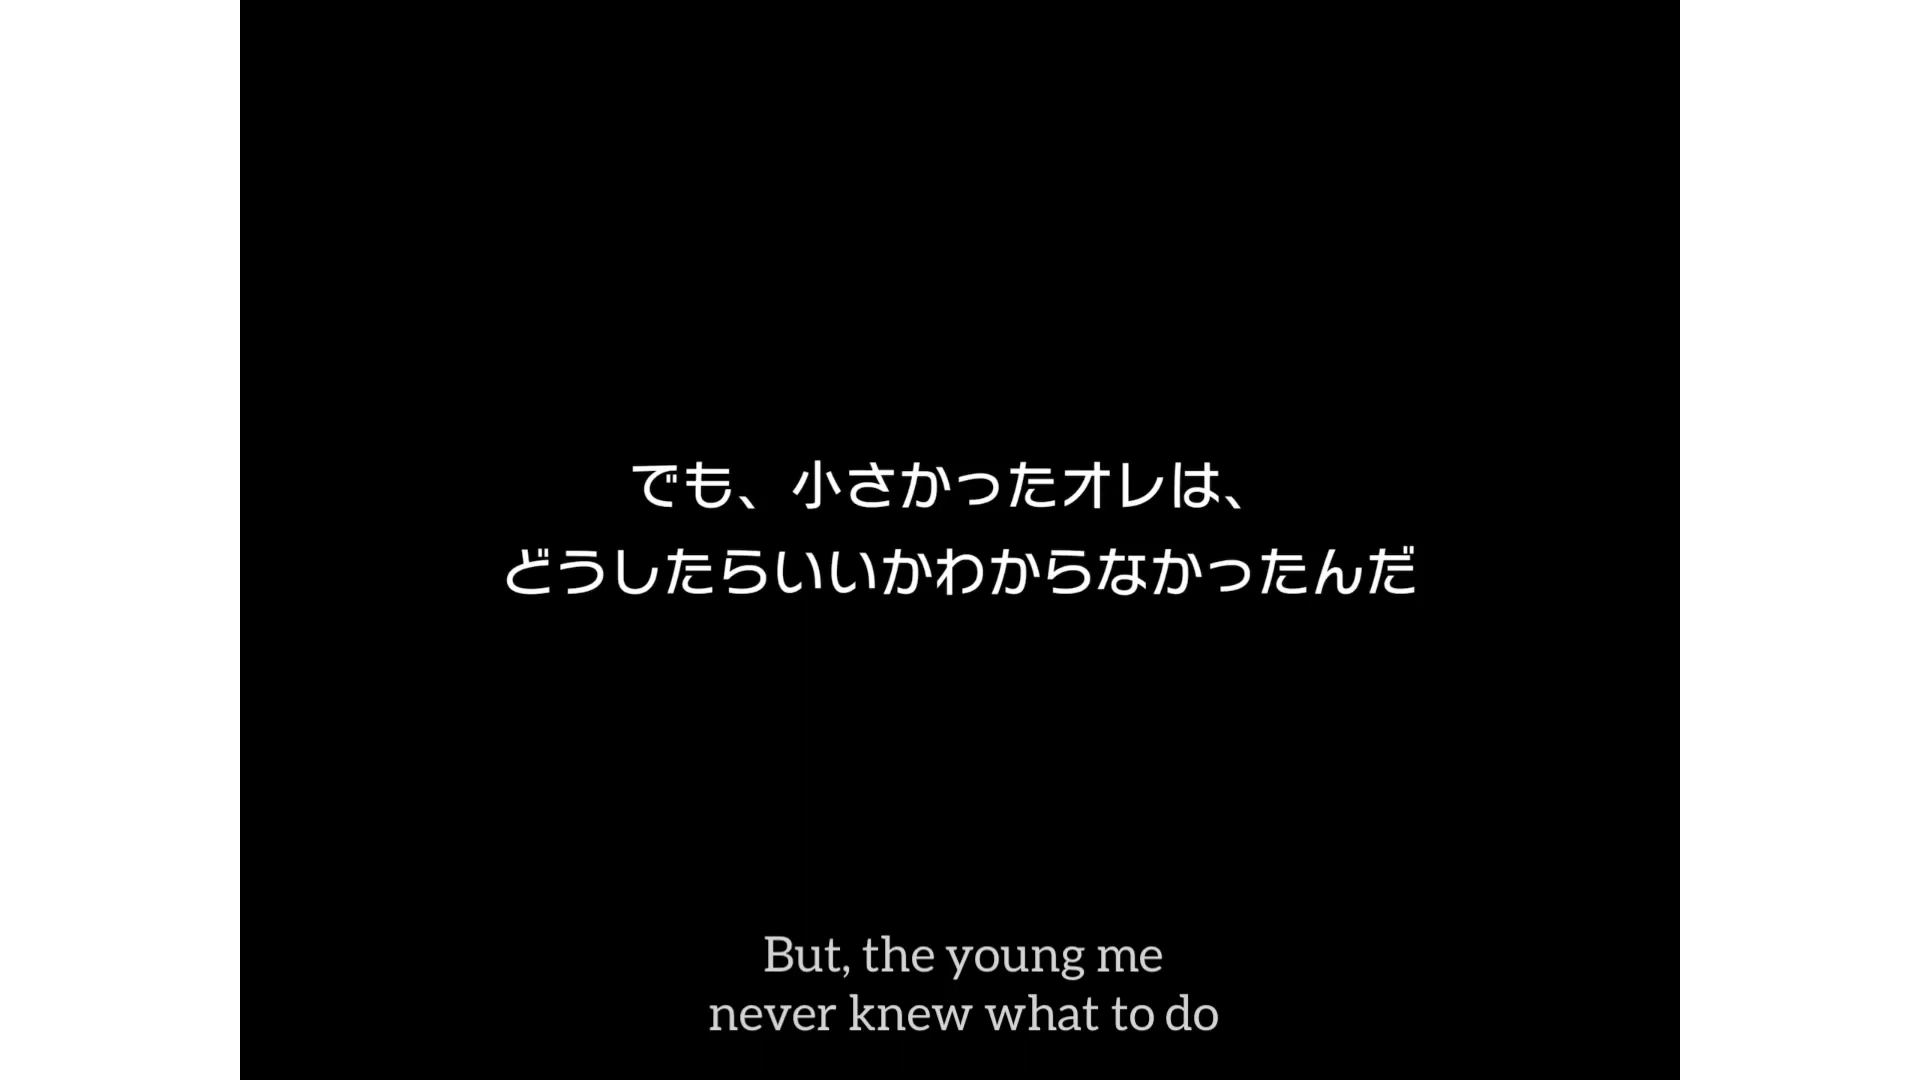 でも、小さかったオレは、
どうしたらいいかわからなかったんだ
But, the young me
never knew what to do